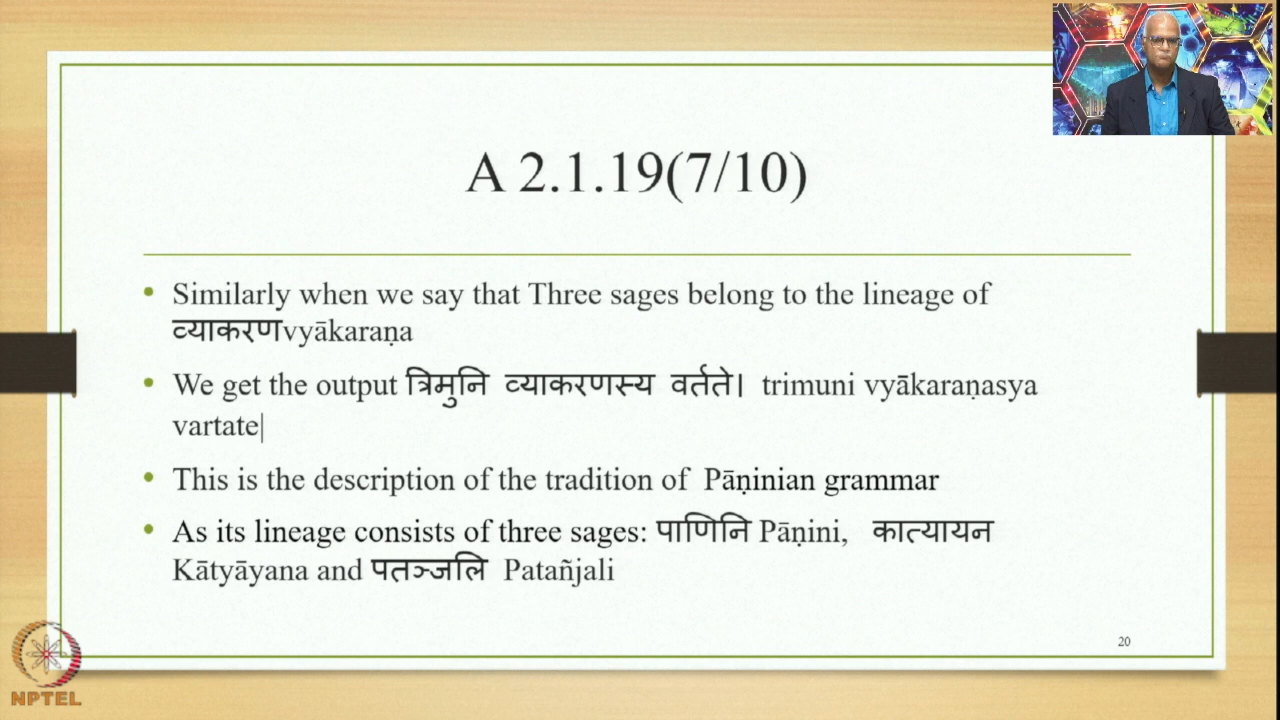 A 2.1.19(7/10)
• Similarly when we say that Three sages belong to the lineage of
व्याकरणvyākaraṇa
• We get the output त्रिमुनि व्याकरणस्य वर्तते। trimuni vyākaraṇasya
vartate|
• This is the description of the tradition of Pāṇinian grammar
• As its lineage consists of three sages: पाणिनि Pāṇini, कात्यायन
Kātyāyana and पतञ्जलि Patañjali
20
NPTEL